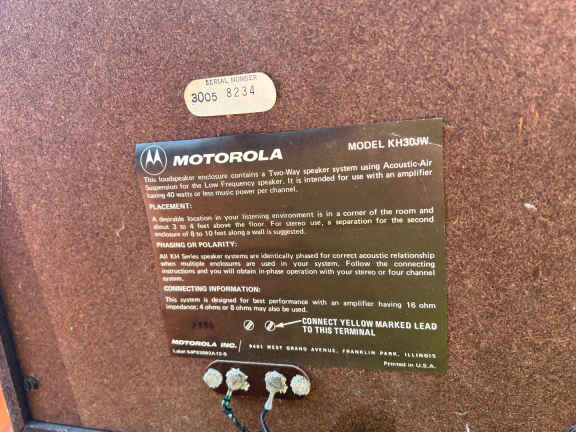 SERIAL NUMBER
3005 8234
MOTOROLA
MODEL KH30JW
This loudspeaker enclosure contains a Two-Way speaker system using Acoustic-Air
Suspension for the Low Frequency speaker. It is intended for use with an amplifier
having 40 watts or less music power per channel.
PLACEMENT:
A desirable location in your listening environment is in a corner of the room and
about 3 to 4 feet above the floor. For stereo use, a separation for the second
enclosure of 8 to 10 feet along a wall is suggested.
PHASING OR POLARITY:
All KH Series speaker systems are identically phased for correct acoustic relationship
when multiple enclosures are used in your system. Follow the connecting
instructions and you will obtain in-phase operation with your stereo or four channel
system.
CONNECTING INFORMATION:
This system is designed for best performance with an amplifier having 16 ohm
impedance; 4 ohms or 8 ohms may also be used.
CONNECT YELLOW MARKED LEAD
TO THIS TERMINAL
MOTOROLA INC. / 9401 WEST GRAND AVENUE, FRANKLIN PARK, ILLINOIS
Printed in U.S.A.